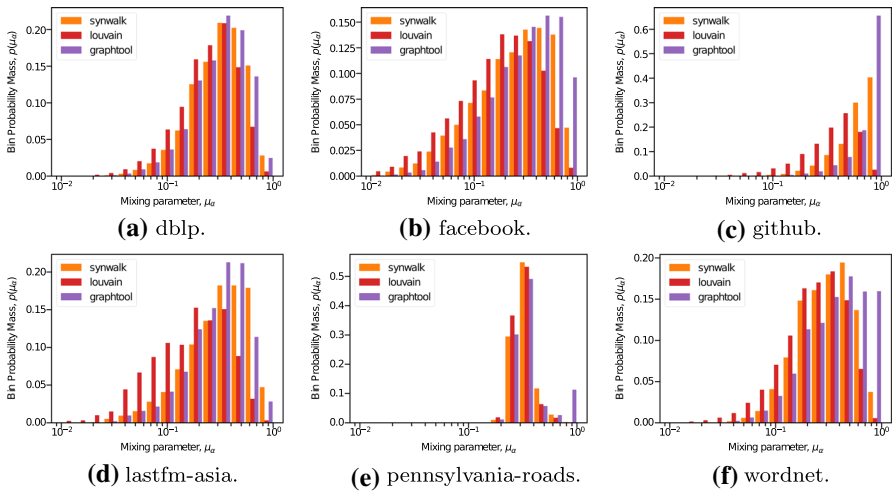 Bin Probability Mass, p(μα)
0.20
0.15
0.10
0.05
0.00
synwalk
louvain
graphtool
10⁻² 10⁻¹ 10⁰
Mixing parameter, μα
(a) dblp.
Bin Probability Mass, p(μα)
0.150
0.125
0.100
0.075
0.050
0.025
0.000
synwalk
louvain
graphtool
10⁻² 10⁻¹ 10⁰
Mixing parameter, μα
(b) facebook.
Bin Probability Mass, p(μα)
0.6
0.5
0.4
0.3
0.2
0.1
0.0
synwalk
louvain
graphtool
10⁻² 10⁻¹ 10⁰
Mixing parameter, μα
(c) github.
Bin Probability Mass, p(μα)
0.20
0.15
0.10
0.05
0.00
synwalk
louvain
graphtool
10⁻² 10⁻¹ 10⁰
Mixing parameter, μα
(d) lastfm-asia.
Bin Probability Mass, p(μα)
0.5
0.4
0.3
0.2
0.1
0.0
synwalk
louvain
graphtool
10⁻² 10⁻¹ 10⁰
Mixing parameter, μα
(e) pennsylvania-roads.
Bin Probability Mass, p(μα)
0.20
0.15
0.10
0.05
0.00
synwalk
louvain
graphtool
10⁻² 10⁻¹ 10⁰
Mixing parameter, μα
(f) wordnet.